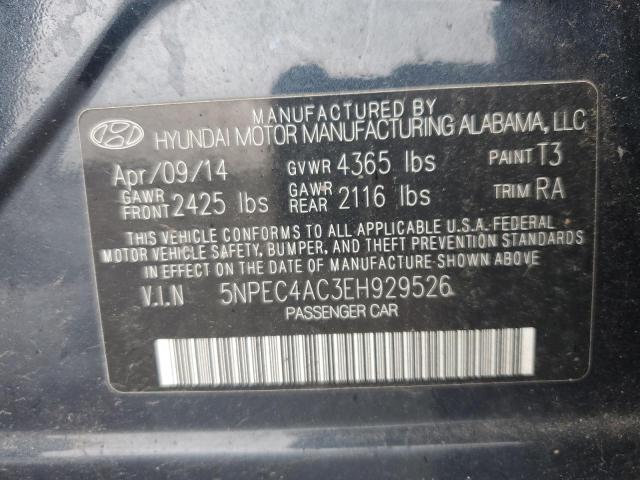 MANUFACTURED BY
HYUNDAI MOTOR MANUFACTURING ALABAMA, LLC
Apr/09/14 GVWR 4365 lbs PAINT T3
GAWR FRONT 2425 lbs GAWR REAR 2116 lbs TRIM RA
THIS VEHICLE CONFORMS TO ALL APPLICABLE U.S.A. FEDERAL
MOTOR VEHICLE SAFETY, BUMPER, AND THEFT PREVENTION STANDARDS
IN EFFECT ON THE DATE OF MANUFACTURE-SHOWN ABOVE
V.I.N 5NPEC4AC3EH929526
PASSENGER CAR